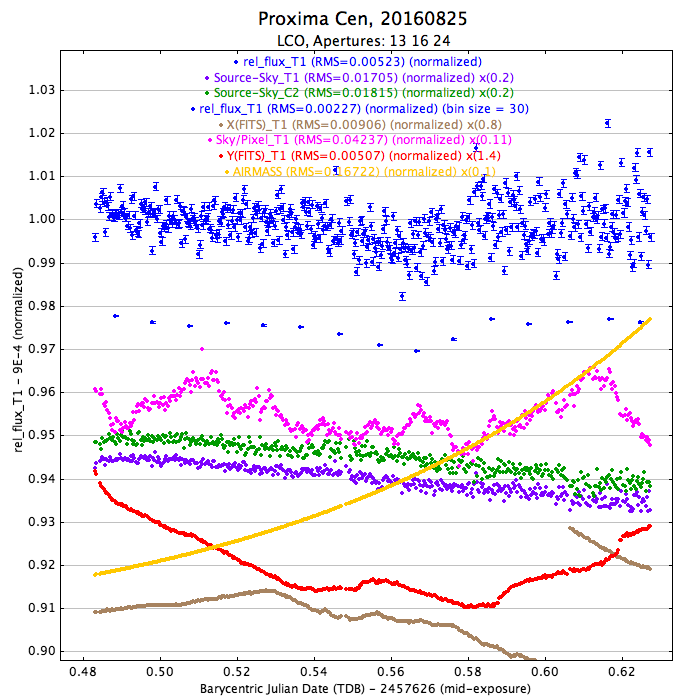 Proxima Cen, 20160825
LCO, Apertures: 13 16 24
rel_flux_T1 (RMS=0.00523) (normalized)
Source-Sky_T1 (RMS=0.01705) (normalized) x(0.2)
Source-Sky_C2 (RMS=0.01815) (normalized) x(0.2)
rel_flux_T1 (RMS=0.00227) (normalized) (bin size = 30)
X(FITS)_T1 (RMS=0.00906) (normalized) x(0.8)
Sky/Pixel_T1 (RMS=0.04237) (normalized) x(0.11)
Y(FITS)_T1 (RMS=0.00507) (normalized) x(1.4)
AIRMASS (RMS=0.16722) (normalized) x(0.1)
1.03
1.02
1.01
1.00
0.99
0.98
0.97
0.96
0.95
0.94
0.93
0.92
0.91
0.90
rel_flux_T1 - 9E-4 (normalized)
0.48 0.50 0.52 0.54 0.56 0.58 0.60 0.62
Barycentric Julian Date (TDB) - 2457626 (mid-exposure)